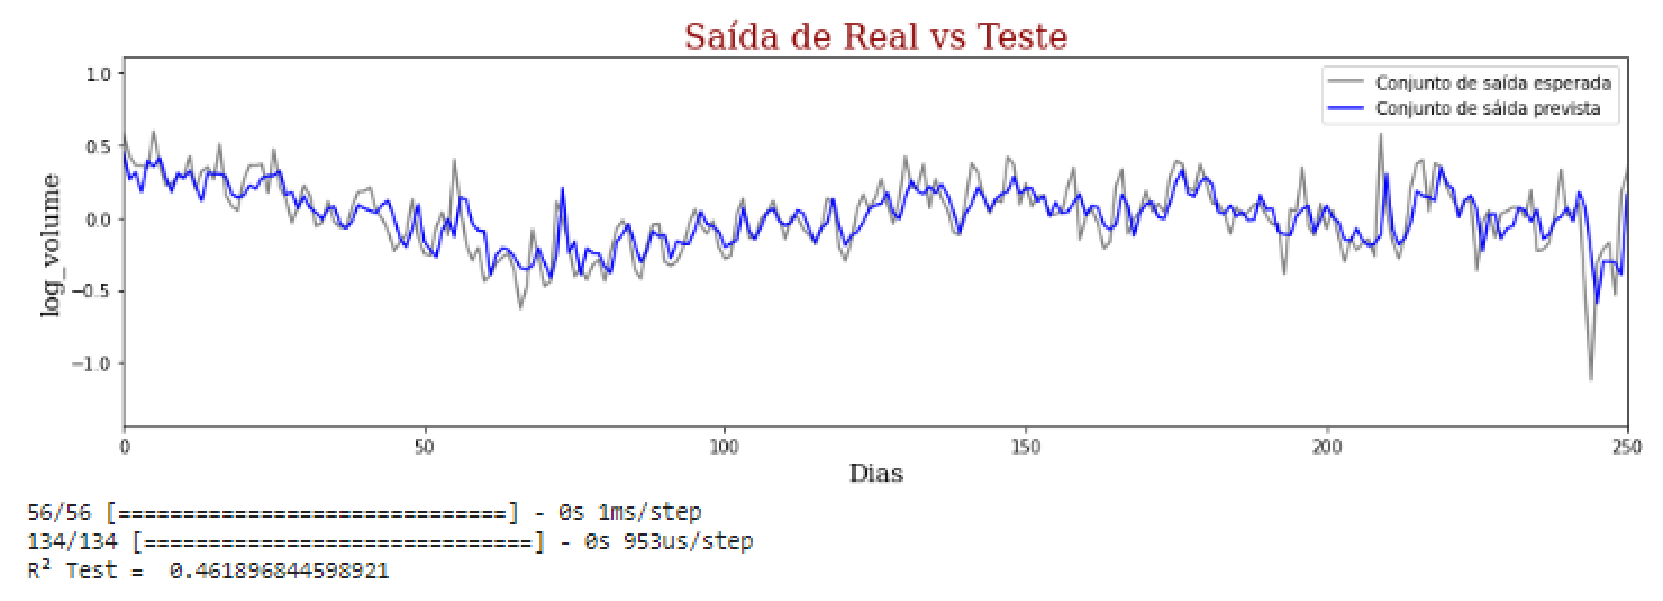 Saída de Real vs Teste
Conjunto de saída esperada
Conjunto de sáida prevista
log_volume
1.0
0.5
0.0
−0.5
−1.0
0
50
100
150
200
250
Dias
56/56 [==============================] - 0s 1ms/step
134/134 [==============================] - 0s 953us/step
R² Test =  0.461896844598921